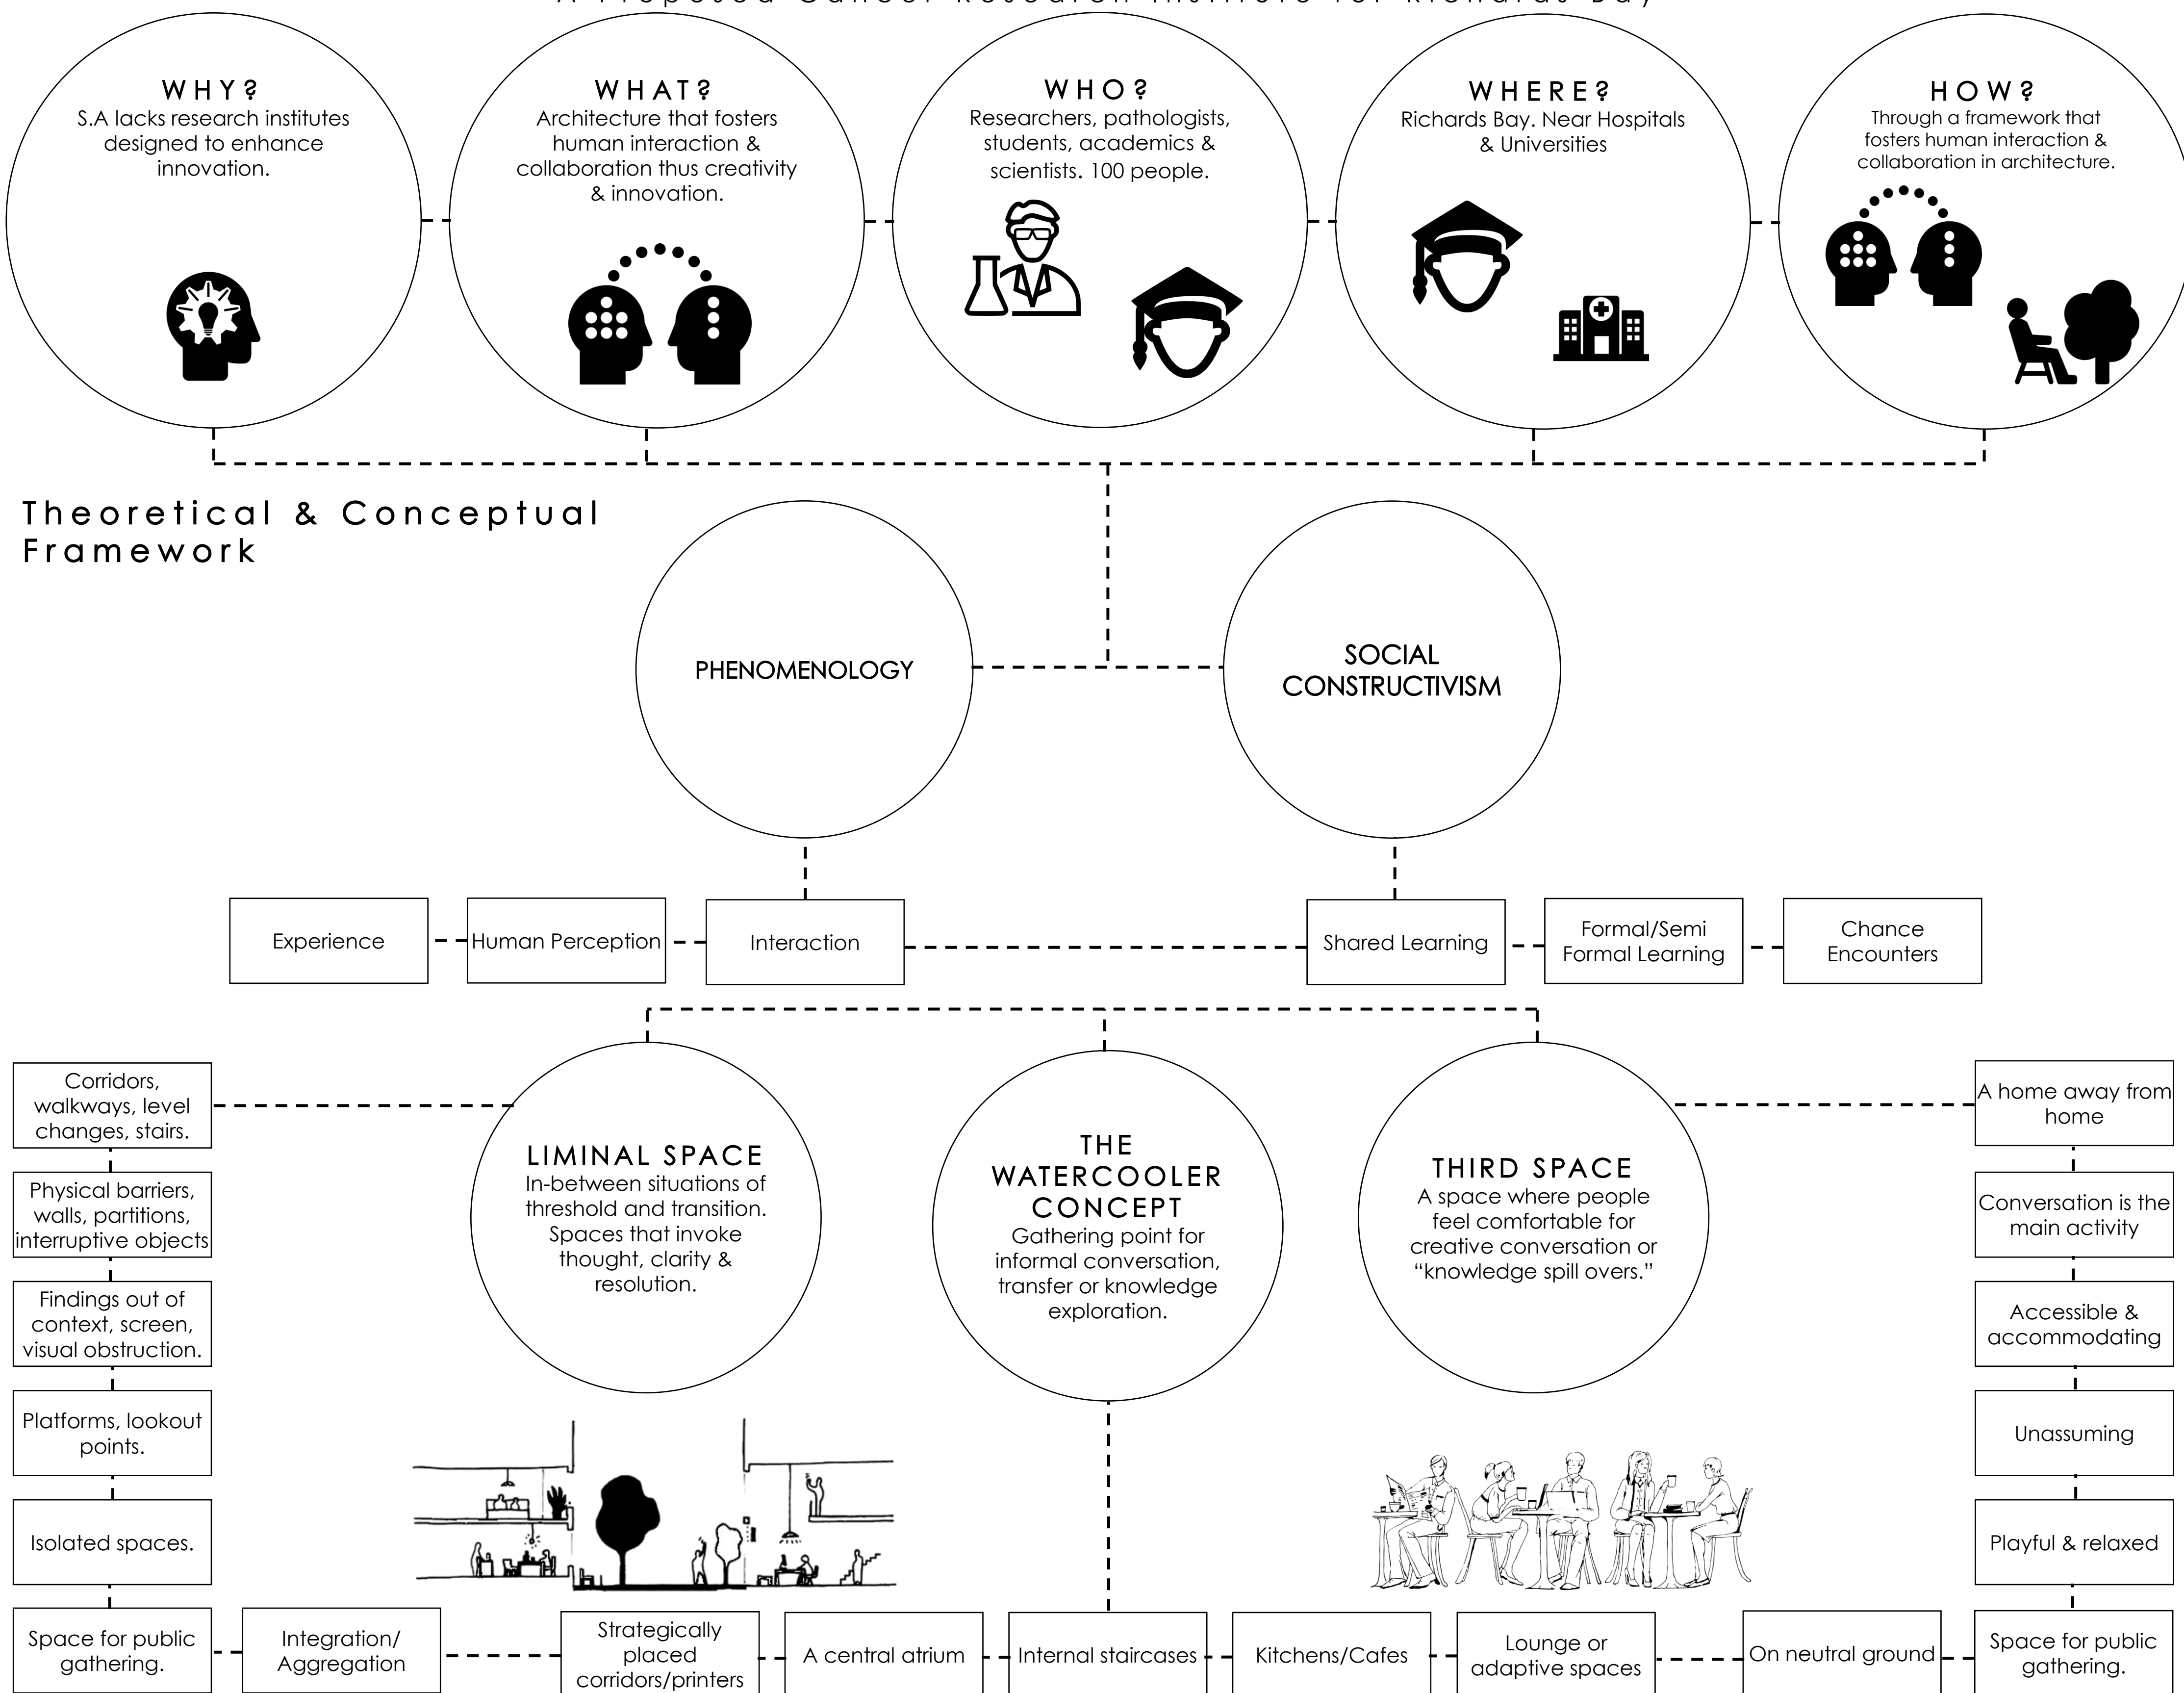 A Proposed Cancer Research Institute for Richards Bay
WHY?
S.A lacks research institutes
designed to enhance
innovation.
WHAT?
Architecture that fosters
human interaction &
collaboration thus creativity
& innovation.
WHO?
Researchers, pathologists,
students, academics &
scientists. 100 people.
WHERE?
Richards Bay. Near Hospitals
& Universities
HOW?
Through a framework that
fosters human interaction &
collaboration in architecture.
Theoretical & Conceptual
Framework
PHENOMENOLOGY
SOCIAL
CONSTRUCTIVISM
Experience
Human Perception
Interaction
Shared Learning
Formal/Semi
Formal Learning
Chance
Encounters
Corridors,
walkways, level
changes, stairs.
Physical barriers,
walls, partitions,
interruptive objects
Findings out of
context, screen,
visual obstruction.
Platforms, lookout
points.
Isolated spaces.
LIMINAL SPACE
In-between situations of
threshold and transition.
Spaces that invoke
thought, clarity &
resolution.
THE
WATERCOOLER
CONCEPT
Gathering point for
informal conversation,
transfer or knowledge
exploration.
THIRD SPACE
A space where people
feel comfortable for
creative conversation or
“knowledge spill overs.”
A home away from
home
Conversation is the
main activity
Accessible &
accommodating
Unassuming
Playful & relaxed
Space for public
gathering.
Integration/
Aggregation
Strategically
placed
corridors/printers
A central atrium
Internal staircases
Kitchens/Cafes
Lounge or
adaptive spaces
On neutral ground
Space for public
gathering.